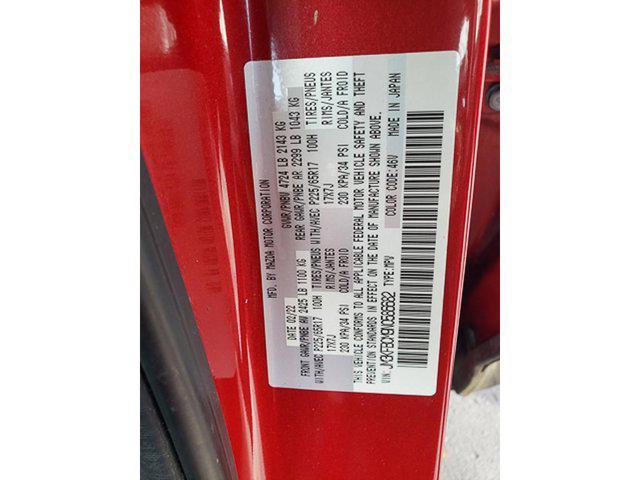 MFD. BY MAZDA MOTOR CORPORATION
DATE 02/22 GVWR/PNBV 4724 LB 2143 KG
FRONT GAWR/PNBE AV 2425 LB 1100 KG REAR GAWR/PNBE AR 2299 LB 1043 KG
WITH/AVEC P225/65R17 100H TIRES/PNEUS WITH/AVEC P225/65R17 100H TIRES/PNEUS
17X7J RIMS/JANTES 17X7J RIMS/JANTES
230 KPA/34 PSI COLD/A FROID 230 KPA/34 PSI COLD/A FROID
THIS VEHICLE CONFORMS TO ALL APPLICABLE FEDERAL MOTOR VEHICLE SAFETY AND THEFT
PREVENTION STANDARDS IN EFFECT ON THE DATE OF MANUFACTURE SHOWN ABOVE.
VIN: JM3KFBCM9N0586682 TYPE:MPV COLOR CODE:46V MADE IN JAPAN